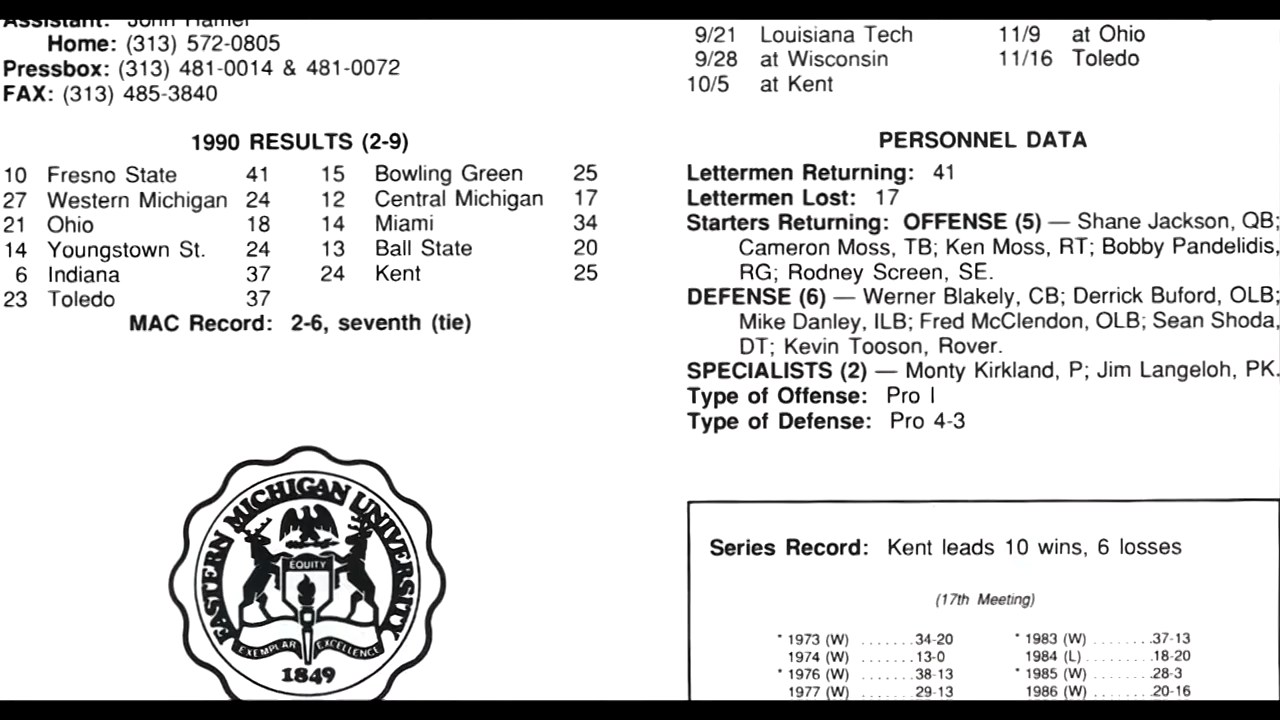 Assistant: John Hamel
Home: (313) 572-0805
Pressbox: (313) 481-0014 & 481-0072
FAX: (313) 485-3840
1990 RESULTS (2-9)
10 Fresno State 41 15 Bowling Green 25
27 Western Michigan 24 12 Central Michigan 17
21 Ohio 18 14 Miami 34
14 Youngstown St. 24 13 Ball State 20
6 Indiana 37 24 Kent 25
23 Toledo 37
MAC Record: 2-6, seventh (tie)
EASTERN MICHIGAN UNIVERSITY
EQUITY
EXEMPLAR EXCELLENCE
1849
9/21 Louisiana Tech 11/9 at Ohio
9/28 at Wisconsin 11/16 Toledo
10/5 at Kent
PERSONNEL DATA
Lettermen Returning: 41
Lettermen Lost: 17
Starters Returning: OFFENSE (5) — Shane Jackson, QB;
Cameron Moss, TB; Ken Moss, RT; Bobby Pandelidis,
RG; Rodney Screen, SE.
DEFENSE (6) — Werner Blakely, CB; Derrick Buford, OLB;
Mike Danley, ILB; Fred McClendon, OLB; Sean Shoda,
DT; Kevin Tooson, Rover.
SPECIALISTS (2) — Monty Kirkland, P; Jim Langeloh, PK.
Type of Offense: Pro I
Type of Defense: Pro 4-3
Series Record: Kent leads 10 wins, 6 losses
(17th Meeting)
* 1973 (W) .......34-20 * 1983 (W) ........37-13
1974 (W) .......13-0 1984 (L) ........18-20
* 1976 (W) .......38-13 * 1985 (W) ........28-3
1977 (W) .......29-13 1986 (W) ........20-16